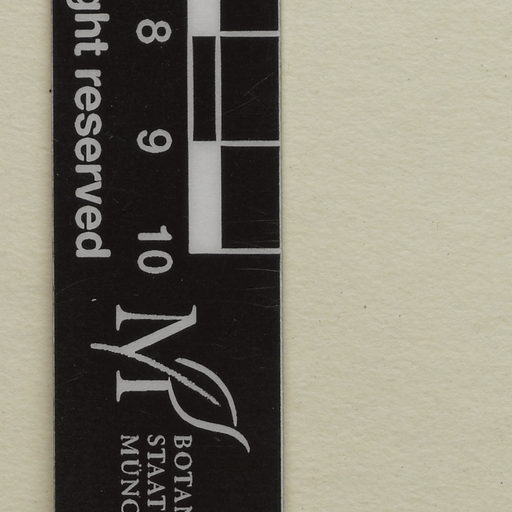 ght reserved
8
9
10
BOTAN
STAAT
MÜNC